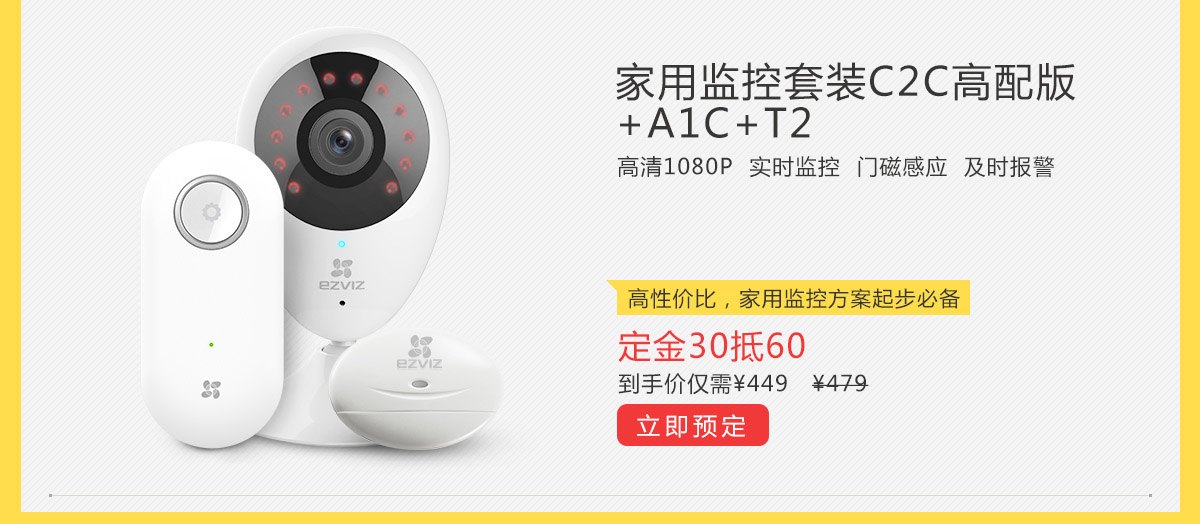 家用监控套装C2C高配版
+A1C+T2
高清1080P 实时监控 门磁感应 及时报警
ezviz
高性价比，家用监控方案起步必备
定金30抵60
ezviz
到手价仅需¥449 ¥479
立即预定